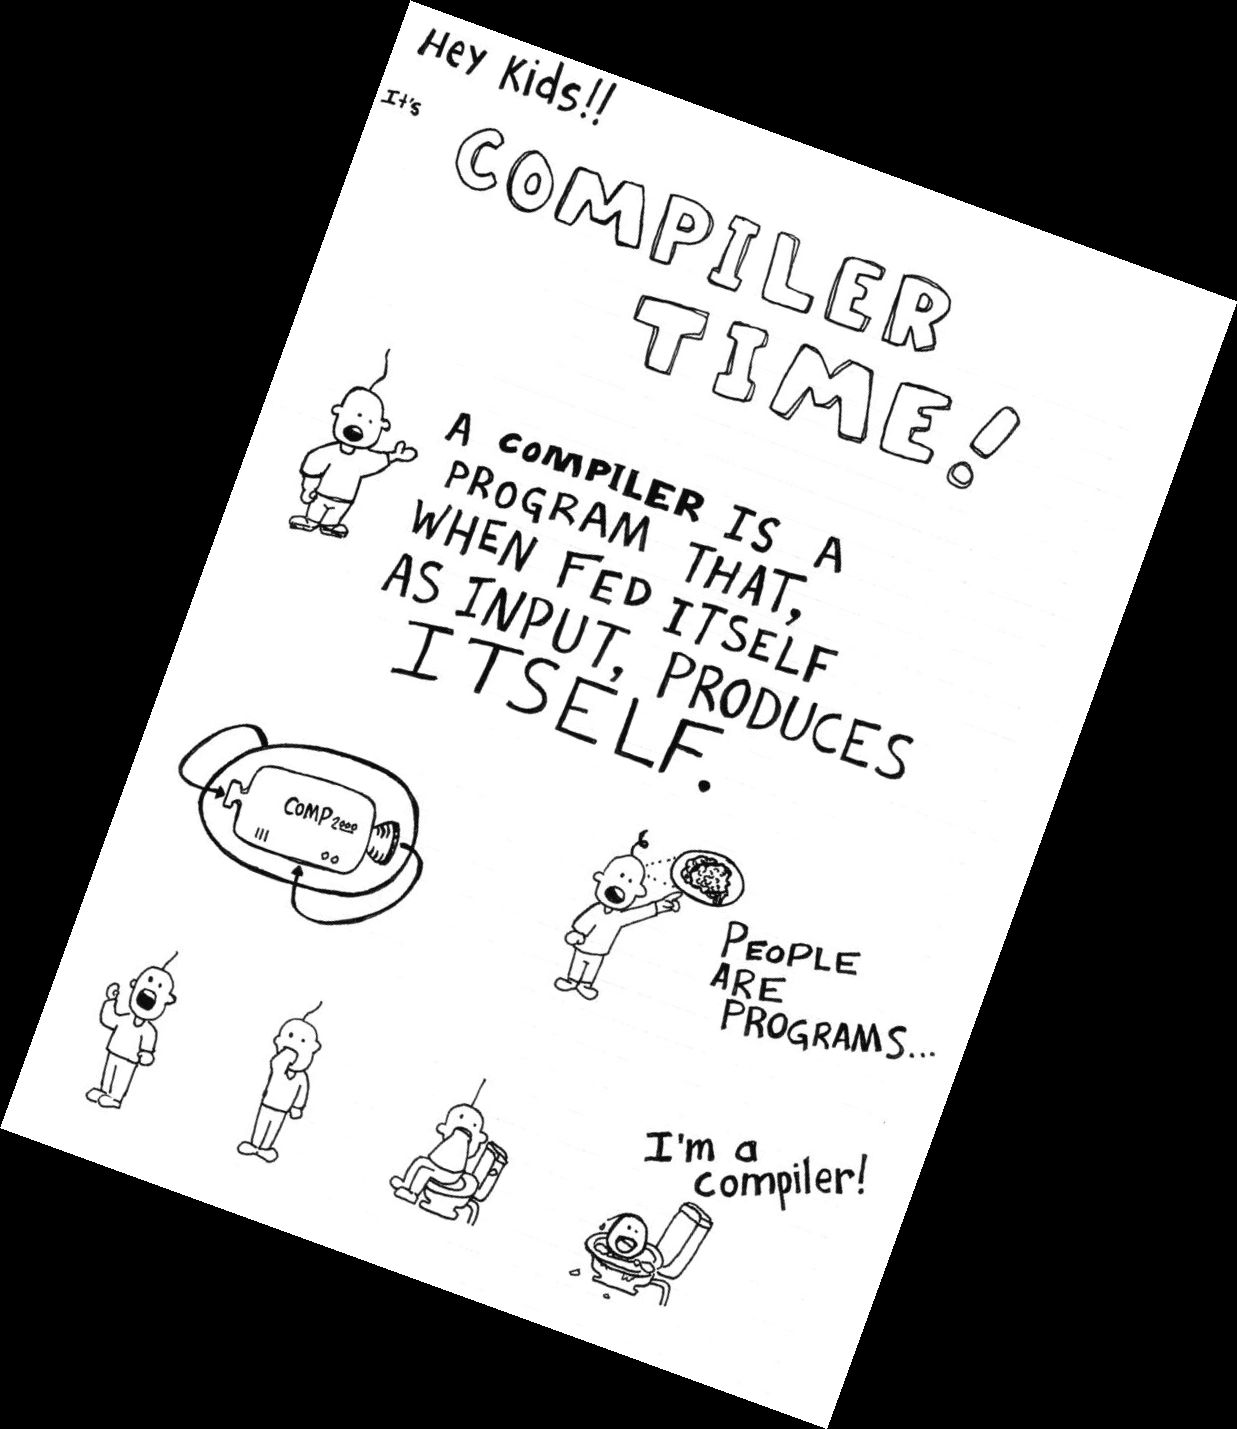 Hey Kids!!
It's
COMPILER
TIME!
A COMPILER IS A
PROGRAM THAT,
WHEN FED ITSELF
AS INPUT, PRODUCES
ITSELF.
COMP2000
PEOPLE
ARE
PROGRAMS...
I'm a
compiler!